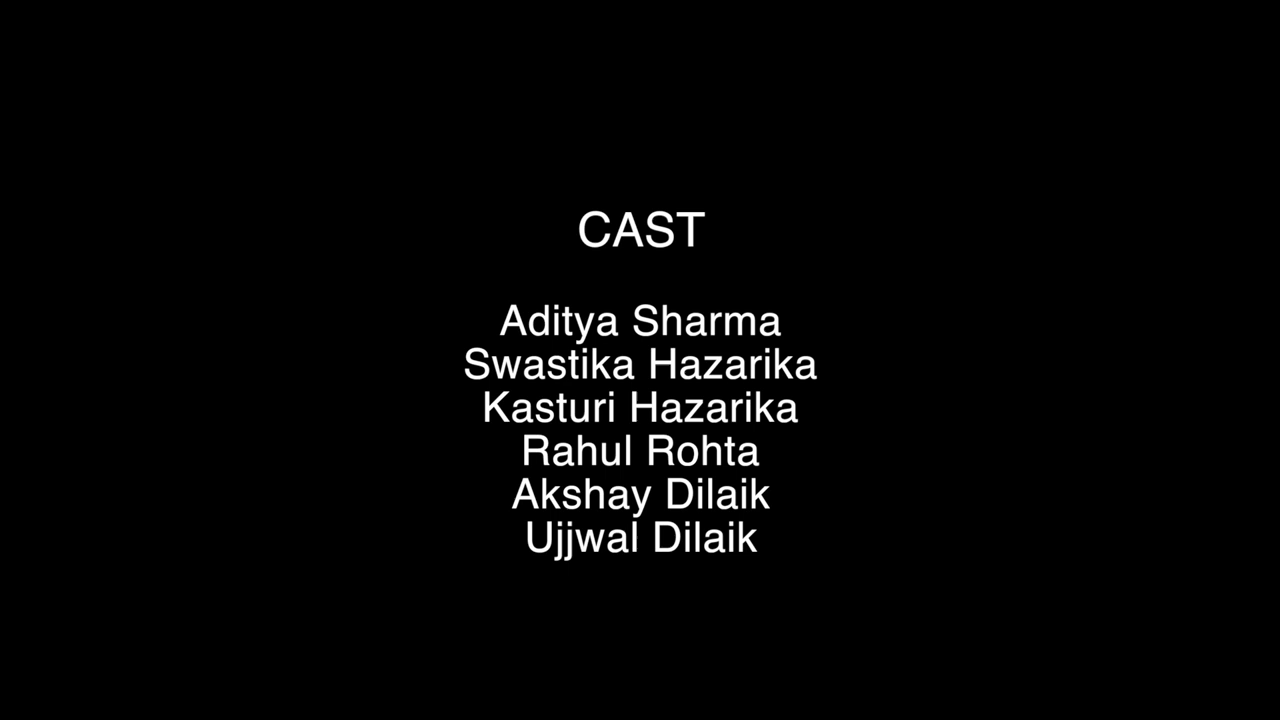 CAST
Aditya Sharma
Swastika Hazarika
Kasturi Hazarika
Rahul Rohta
Akshay Dilaik
Ujjwal Dilaik